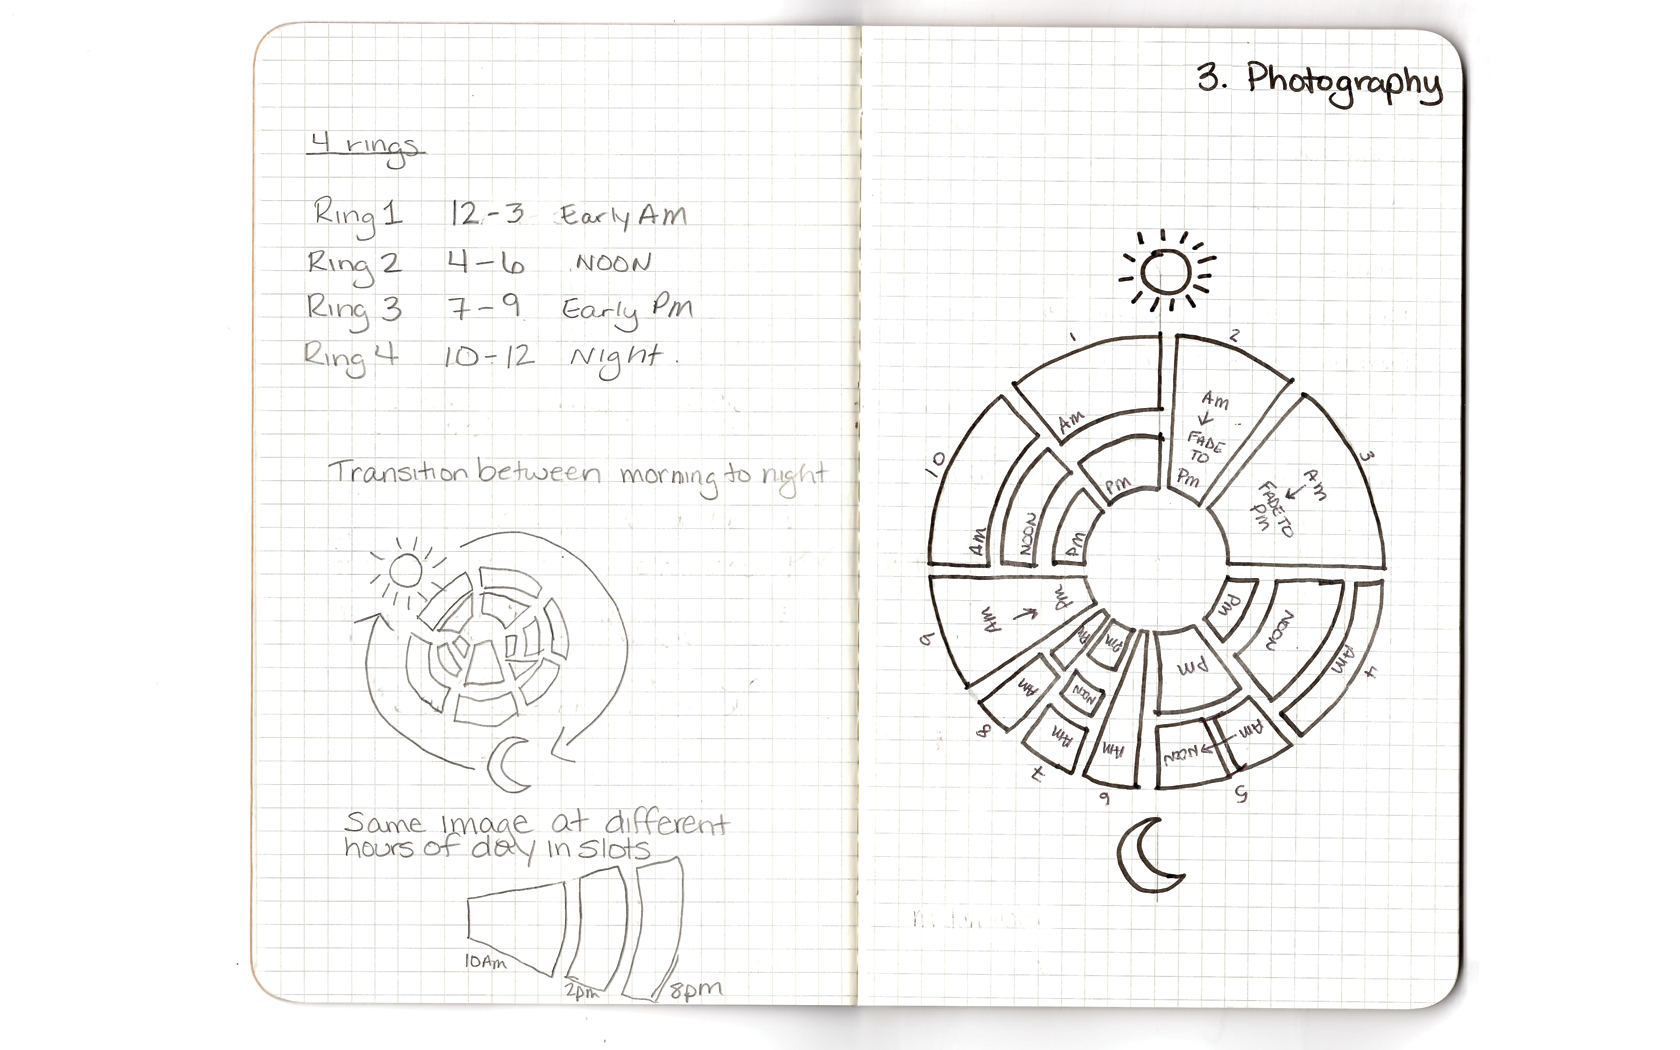 4 rings
Ring 1 12-3 Early Am
Ring 2 4-6 NOON
Ring 3 7-9 Early Pm
Ring 4 10-12 Night.
Transition between morning to night
Same image at different
hours of day in slots
10Am
2pm
8pm
3. Photography
1
Am
Pm
2
Am
FADE
TO
Pm
3
Am
FADE TO
Pm
4
Am
NOON
Pm
5
Am
NOON
Pm
6
AM
7
AM
NOON
Pm
8
AM
9
Am
Pm
10
Am
NOON
Pm